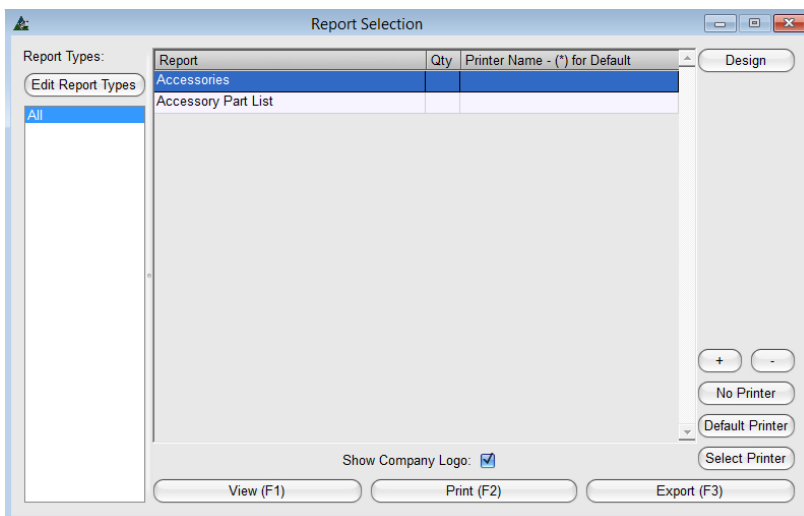 Report Selection
Report Types:
Edit Report Types
All
Report Qty Printer Name - (*) for Default
Accessories
Accessory Part List
Design
+ -
No Printer
Default Printer
Select Printer
Show Company Logo:
View (F1) Print (F2) Export (F3)